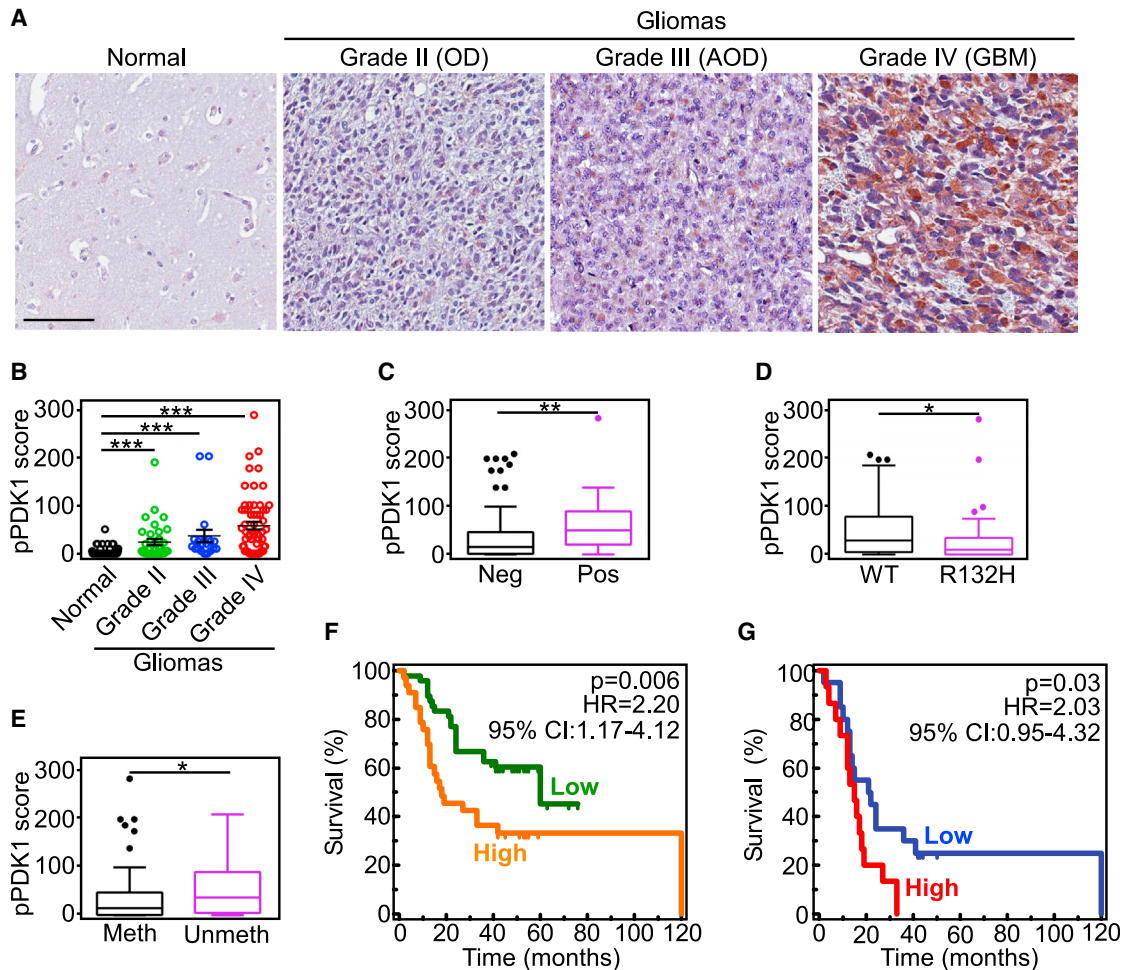 A
Gliomas
Normal
Grade II (OD)
Grade III (AOD)
Grade IV (GBM)
B
pPDK1 score
300
200
100
0
***
***
***
Normal
Grade II
Grade III
Grade IV
Gliomas
C
pPDK1 score
300
200
100
0
**
Neg
Pos
D
pPDK1 score
300
200
100
0
*
WT
R132H
E
pPDK1 score
300
200
100
0
*
Meth
Unmeth
F
Survival (%)
100
80
60
40
20
0
p=0.006
HR=2.20
95% CI:1.17-4.12
Low
High
0 20 40 60 80 100 120
Time (months)
G
Survival (%)
100
80
60
40
20
0
p=0.03
HR=2.03
95% CI:0.95-4.32
Low
High
0 20 40 60 80 100 120
Time (months)